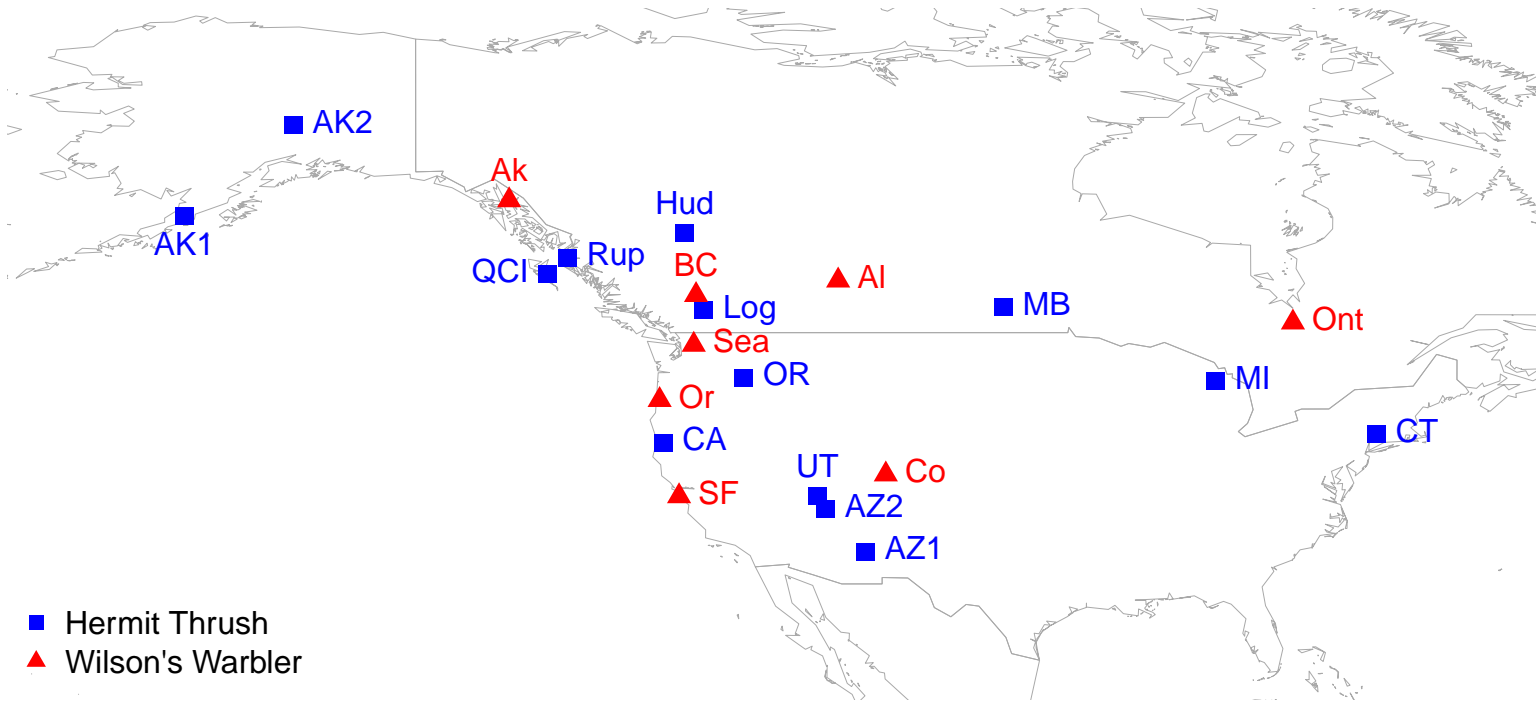 AK2
Ak
Hud
AK1
Rup
QCI
BC
Al
Log
MB
Ont
Sea
OR
MI
Or
CA
CT
UT
Co
SF
AZ2
AZ1
Hermit Thrush
Wilson's Warbler